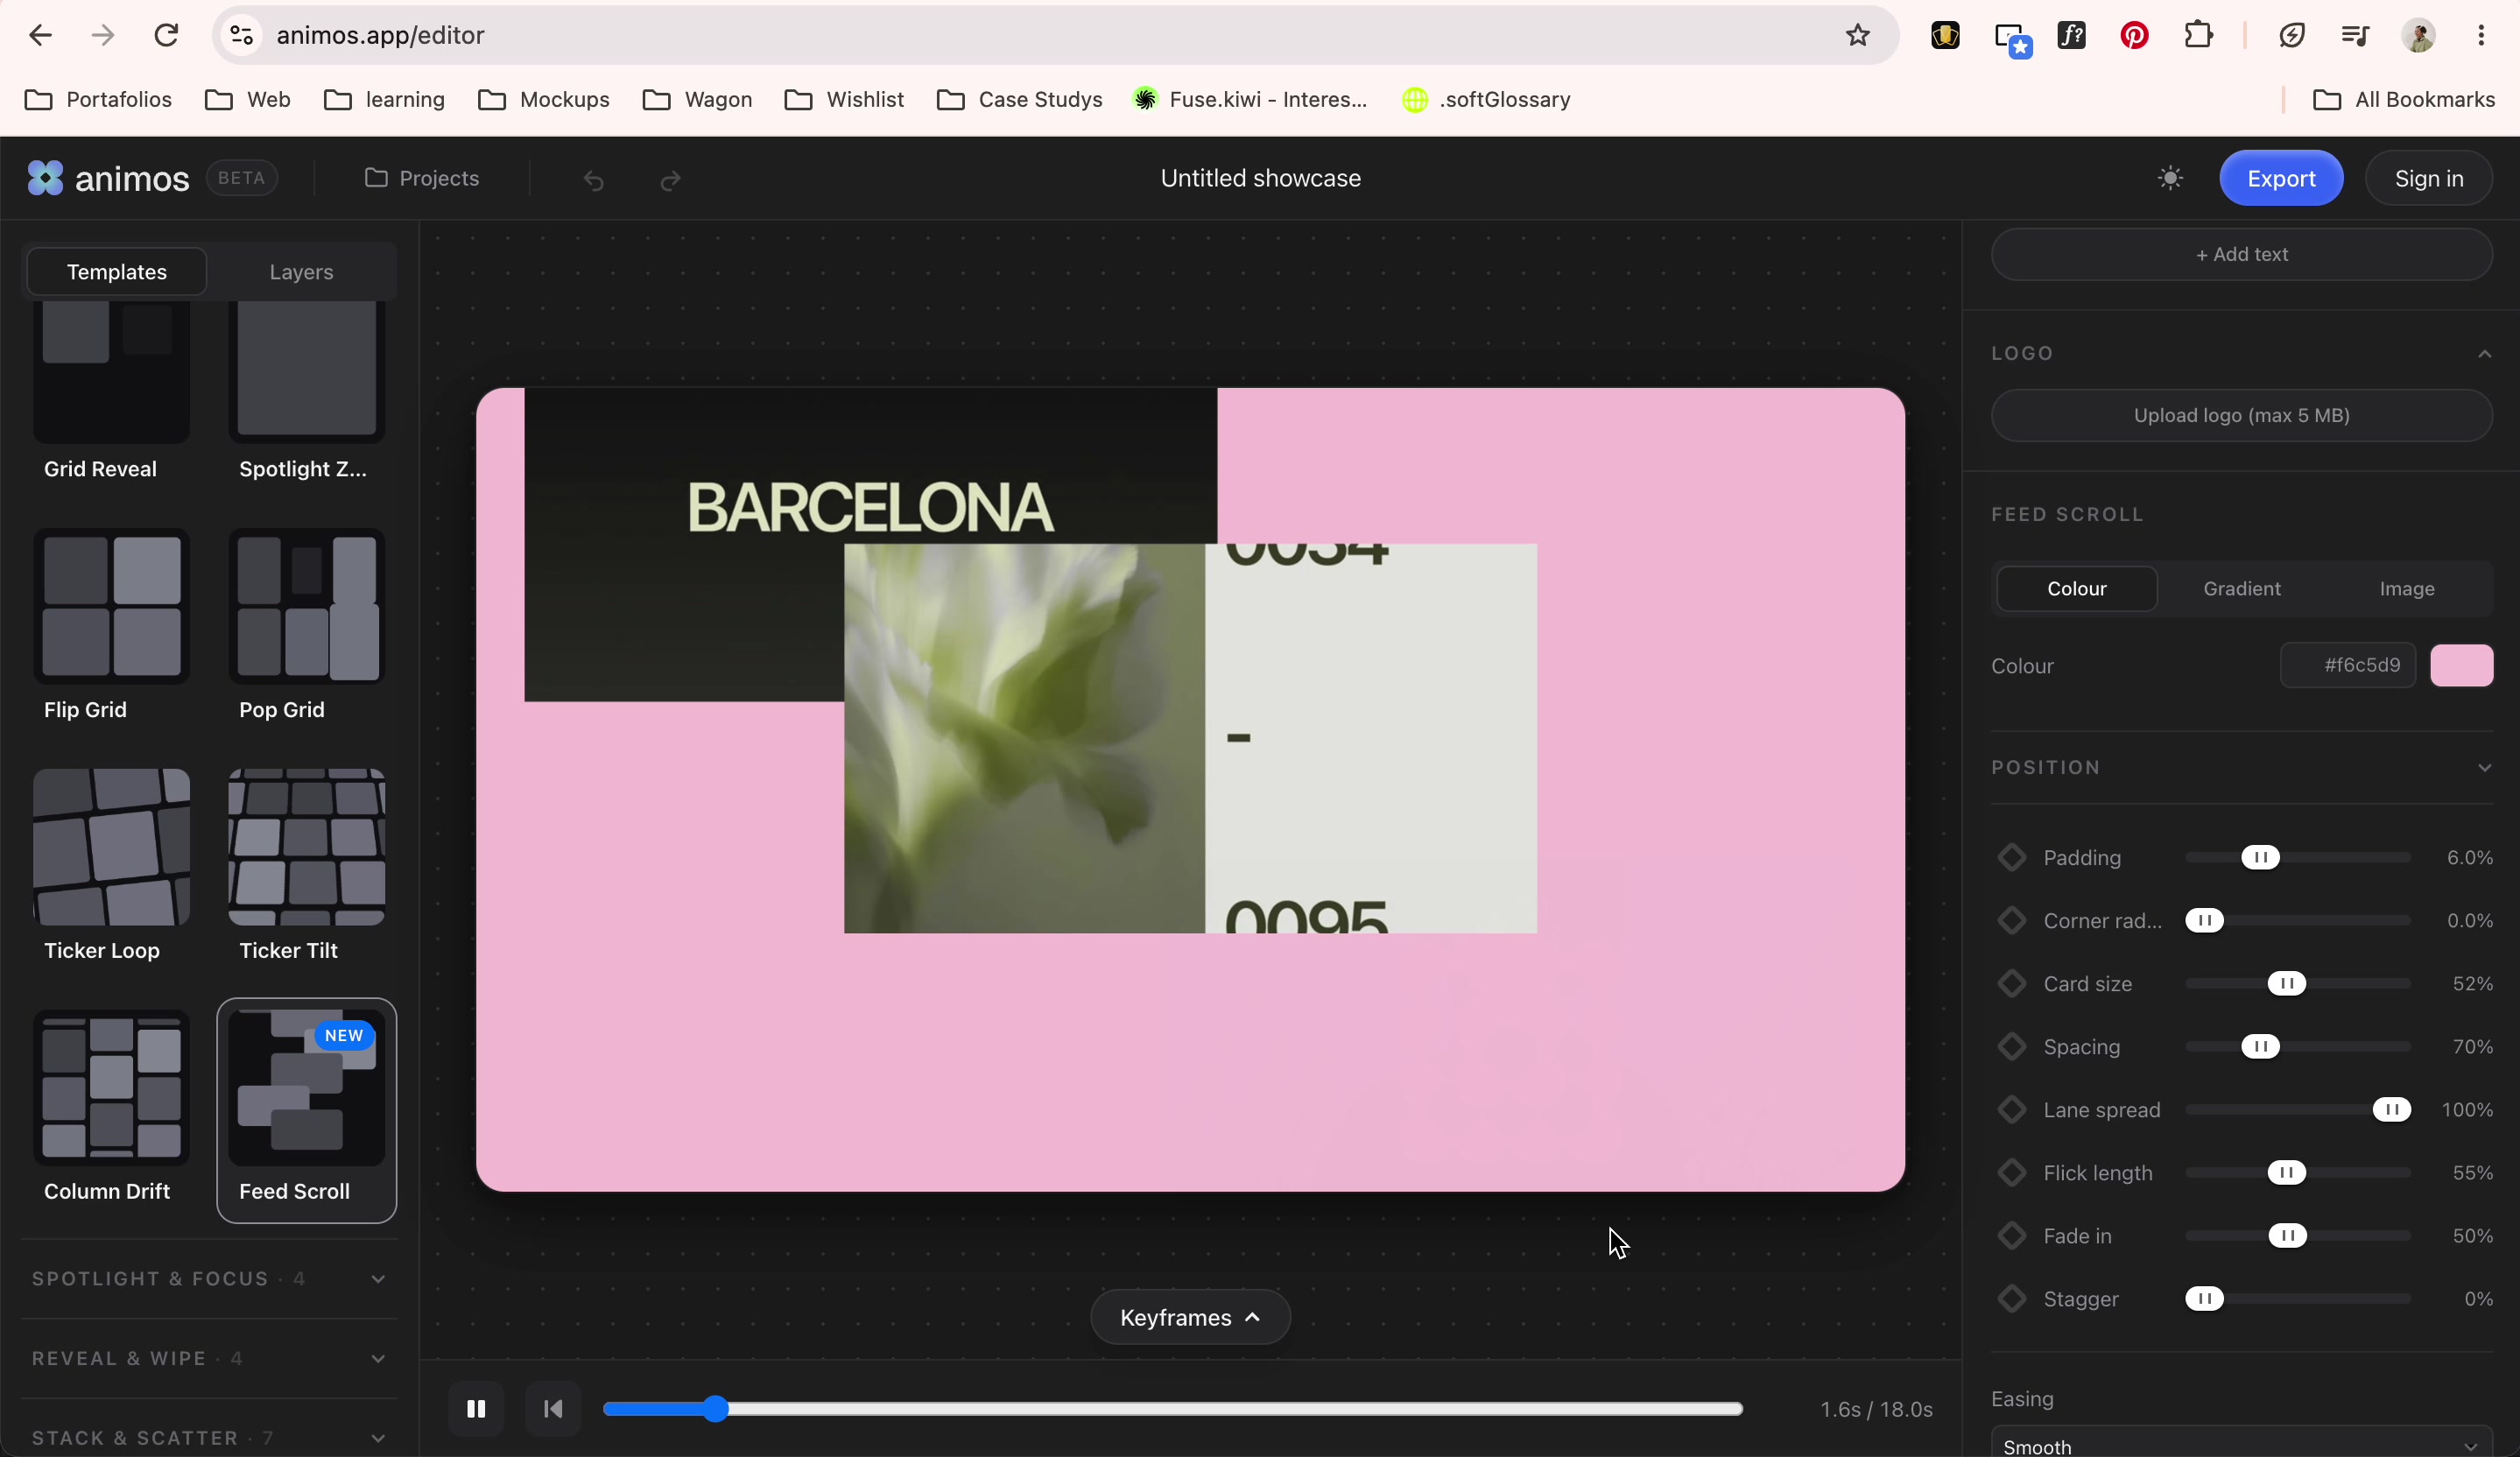 animos.app/editor
Portafolios
Web
learning
Mockups
Wagon
Wishlist
Case Studys
Fuse.kiwi - Interes...
.softGlossary
All Bookmarks
animos
BETA
Projects
Untitled showcase
Export
Sign in
Templates
Layers
Grid Reveal
Spotlight Z...
Flip Grid
Pop Grid
Ticker Loop
Ticker Tilt
Column Drift
NEW
Feed Scroll
SPOTLIGHT & FOCUS · 4
REVEAL & WIPE · 4
STACK & SCATTER · 7
BARCELONA
0034
-
0095
Keyframes
1.6s / 18.0s
+ Add text
LOGO
Upload logo (max 5 MB)
FEED SCROLL
Colour
Gradient
Image
Colour
#f6c5d9
POSITION
Padding
6.0%
Corner rad...
0.0%
Card size
52%
Spacing
70%
Lane spread
100%
Flick length
55%
Fade in
50%
Stagger
0%
Easing
Smooth